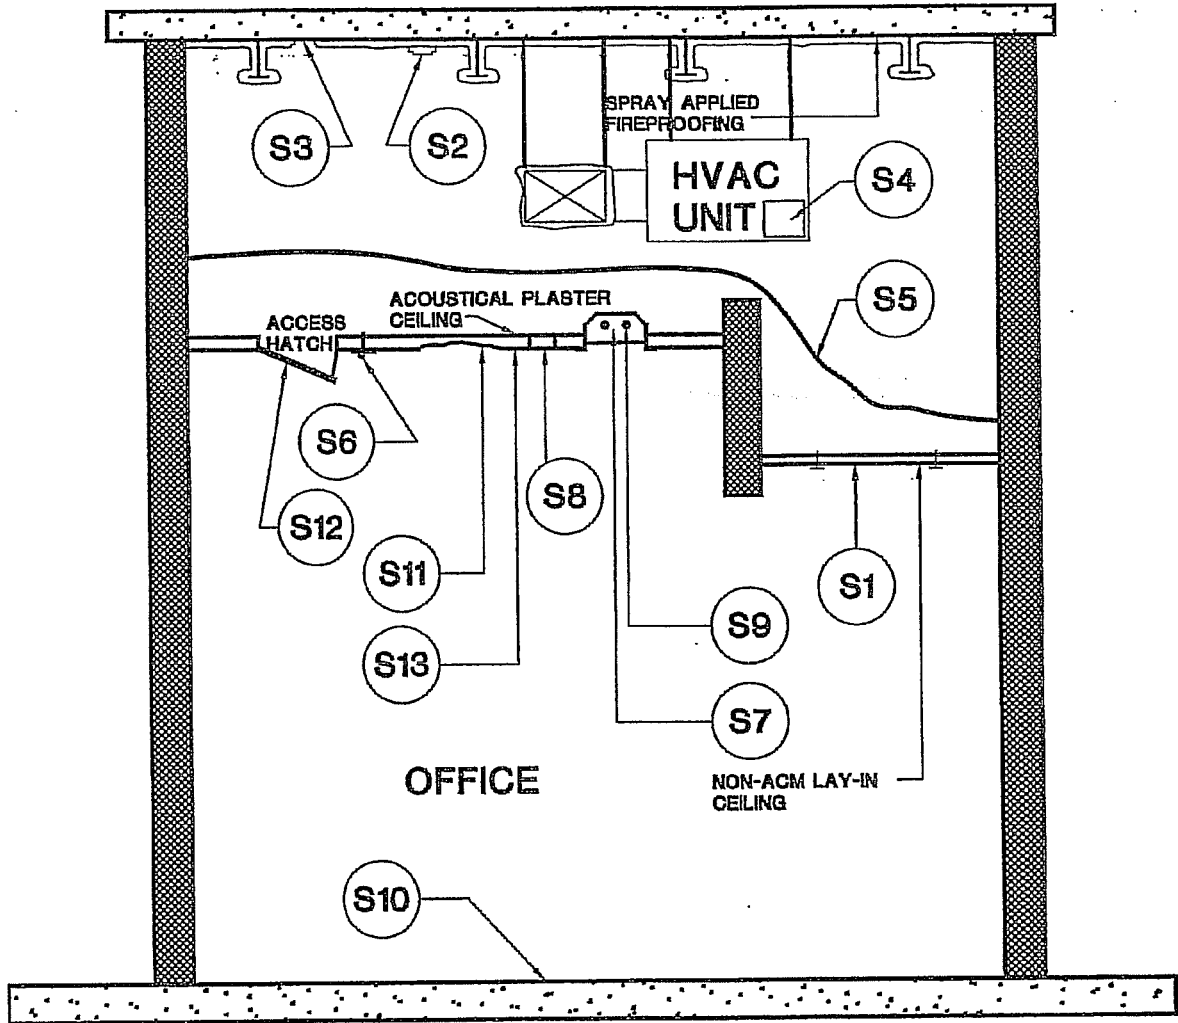 SPRAY APPLIED
FIREPROOFING
S3
S2
HVAC
UNIT
S4
S5
ACOUSTICAL PLASTER
CEILING
ACCESS
HATCH
S6
S8
S12
S11
S1
S9
S13
S7
OFFICE
NON-ACM LAY-IN
CEILING
S10